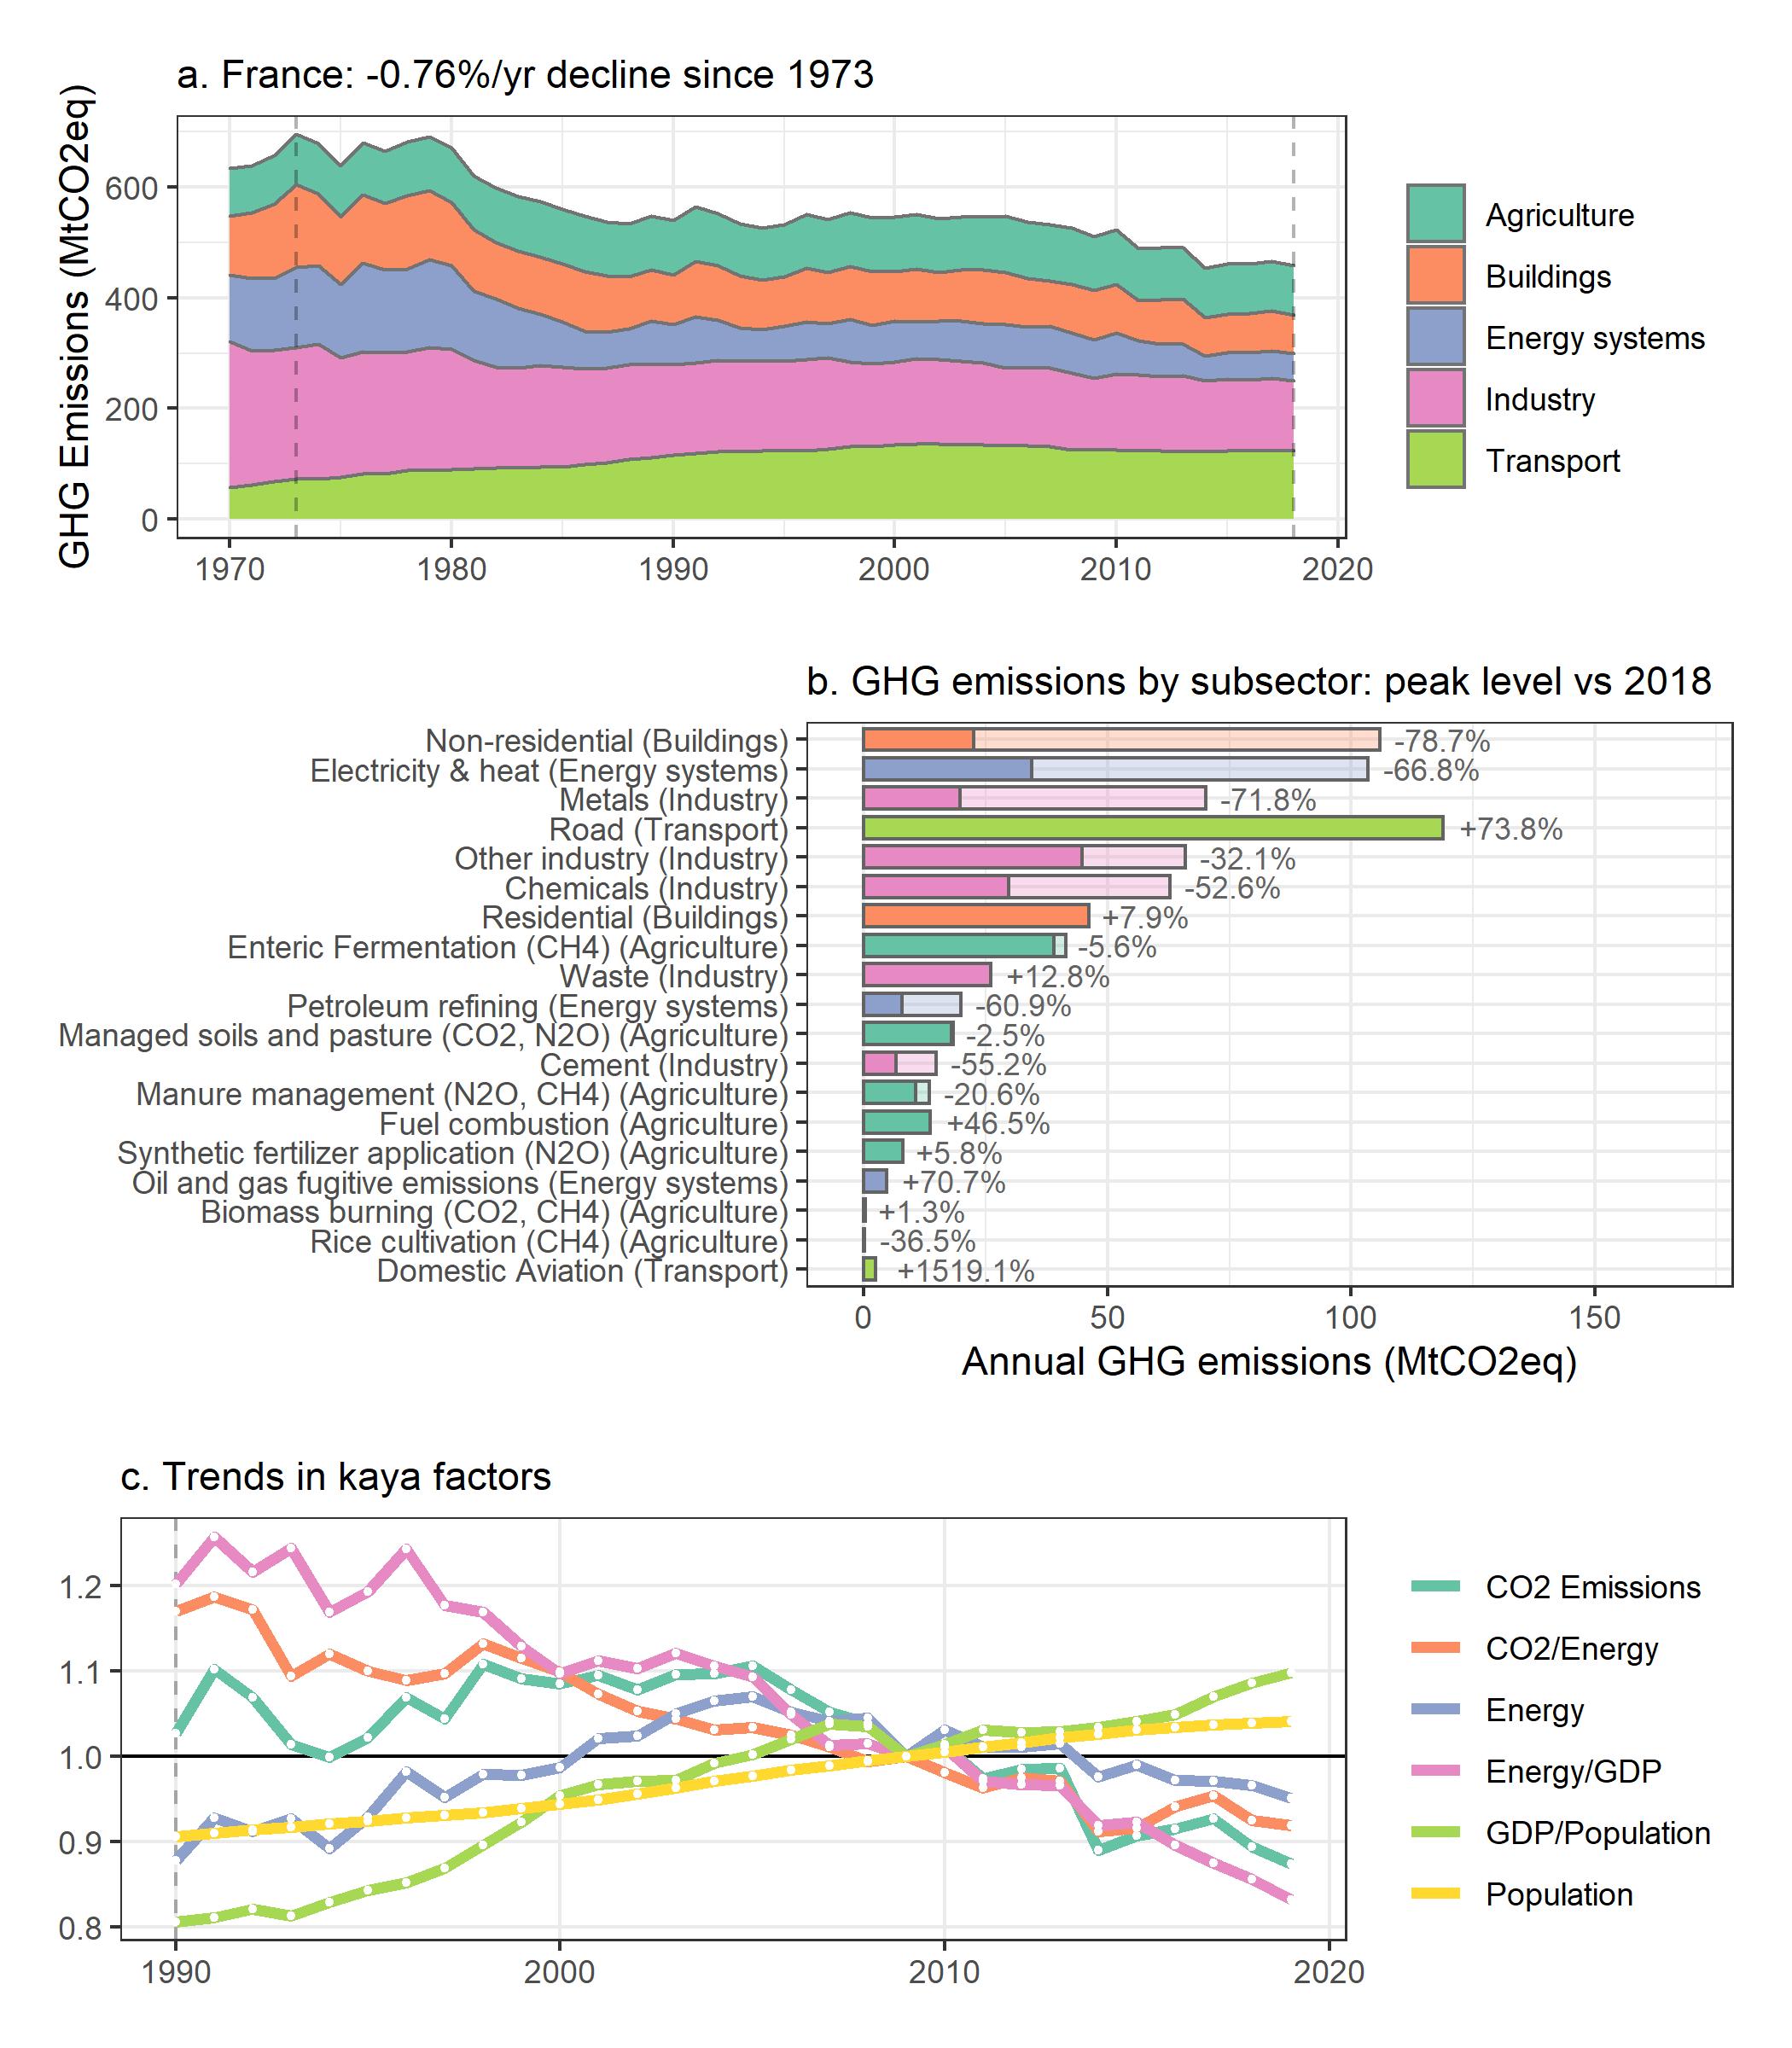 a. France: -0.76%/yr decline since 1973
GHG Emissions (MtCO2eq)
600
400
200
0
1970 1980 1990 2000 2010 2020
Agriculture
Buildings
Energy systems
Industry
Transport
b. GHG emissions by subsector: peak level vs 2018
Non-residential (Buildings) -78.7%
Electricity & heat (Energy systems) -66.8%
Metals (Industry) -71.8%
Road (Transport) +73.8%
Other industry (Industry) -32.1%
Chemicals (Industry) -52.6%
Residential (Buildings) +7.9%
Enteric Fermentation (CH4) (Agriculture) -5.6%
Waste (Industry) +12.8%
Petroleum refining (Energy systems) -60.9%
Managed soils and pasture (CO2, N2O) (Agriculture) -2.5%
Cement (Industry) -55.2%
Manure management (N2O, CH4) (Agriculture) -20.6%
Fuel combustion (Agriculture) +46.5%
Synthetic fertilizer application (N2O) (Agriculture) +5.8%
Oil and gas fugitive emissions (Energy systems) +70.7%
Biomass burning (CO2, CH4) (Agriculture) +1.3%
Rice cultivation (CH4) (Agriculture) -36.5%
Domestic Aviation (Transport) +1519.1%
0 50 100 150
Annual GHG emissions (MtCO2eq)
c. Trends in kaya factors
1.2
1.1
1.0
0.9
0.8
1990 2000 2010 2020
CO2 Emissions
CO2/Energy
Energy
Energy/GDP
GDP/Population
Population